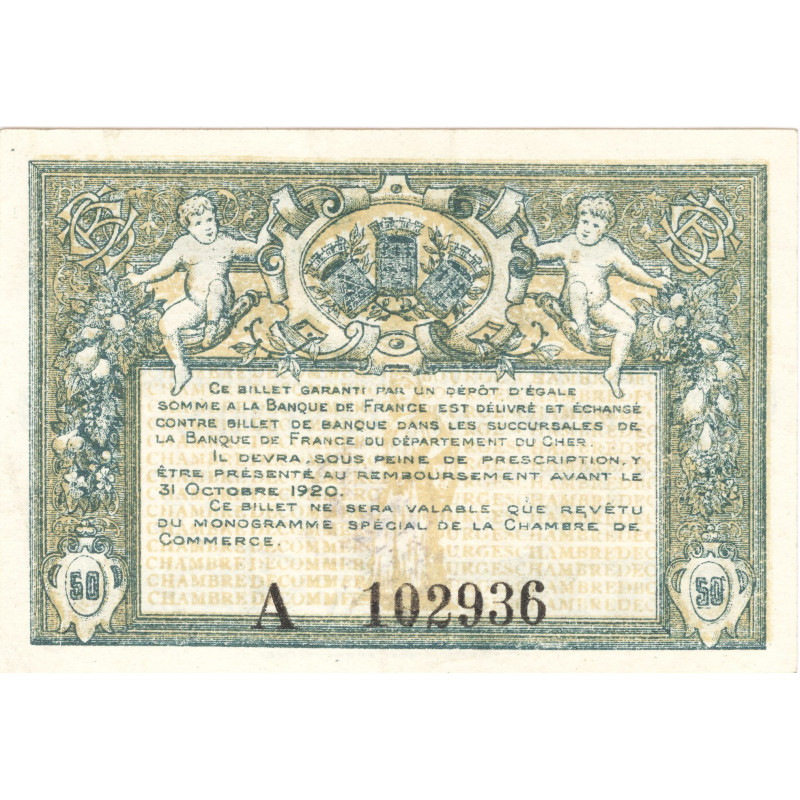 CE BILLET GARANTI PAR UN DÉPÔT D'ÉGALE
SOMME A LA BANQUE DE FRANCE EST DÉLIVRÉ ET ÉCHANGÉ
CONTRE BILLET DE BANQUE DANS LES SUCCURSALES DE
LA BANQUE DE FRANCE DU DÉPARTEMENT DU CHER.
IL DEVRA, SOUS PEINE DE PRESCRIPTION, Y
ÊTRE PRÉSENTÉ AU REMBOURSEMENT AVANT LE
31 OCTOBRE 1920.
CE BILLET NE SERA VALABLE QUE REVÊTU
DU MONOGRAMME SPÉCIAL DE LA CHAMBRE DE
COMMERCE.
50
50
A 102936